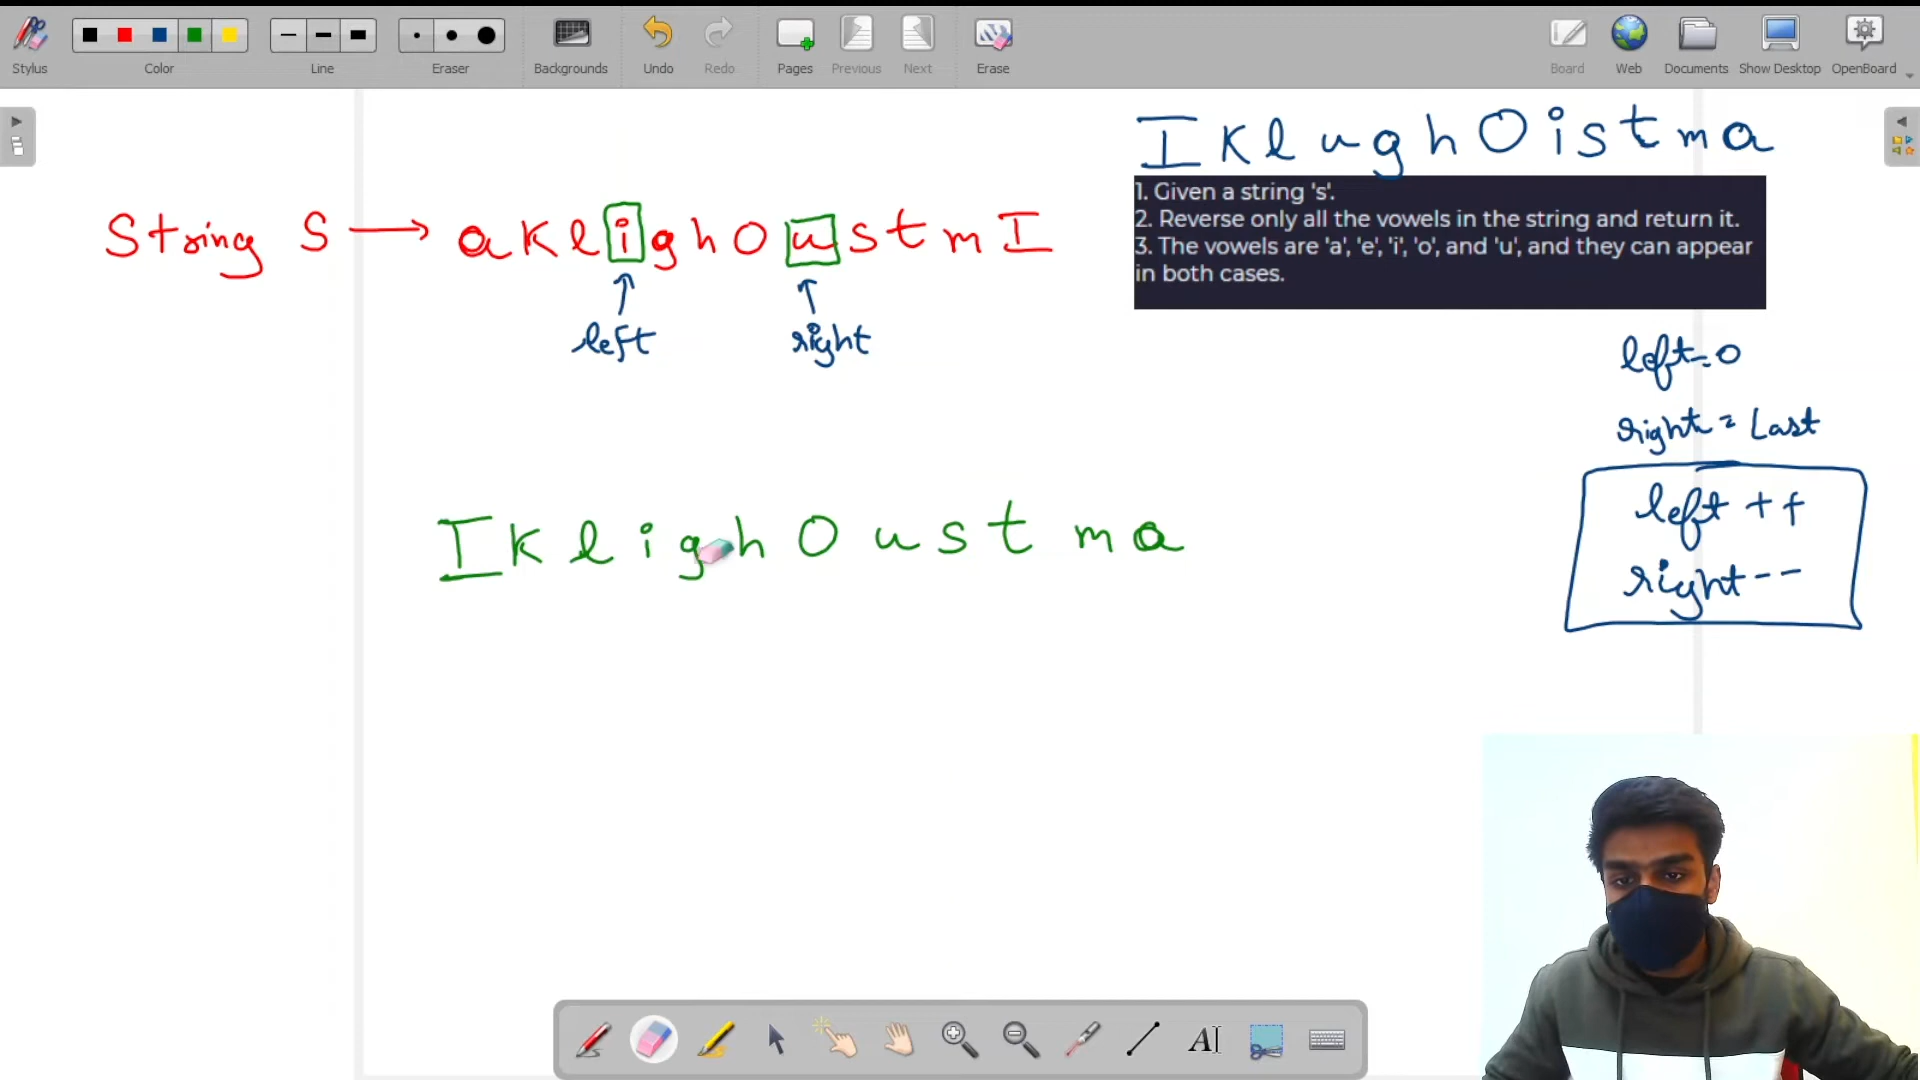 Stylus Color Line Eraser Backgrounds Undo Redo Pages Previous Next Erase Board Web Documents Show Desktop OpenBoard
I K l u g h O i s t m a
String S → a K l i g h O u s t m I
left right
1. Given a string 's'.
2. Reverse only all the vowels in the string and return it.
3. The vowels are 'a', 'e', 'i', 'o', and 'u', and they can appear
in both cases.
left = 0
right = Last
left ++
right --
I K l i g h O u s t m a
AI